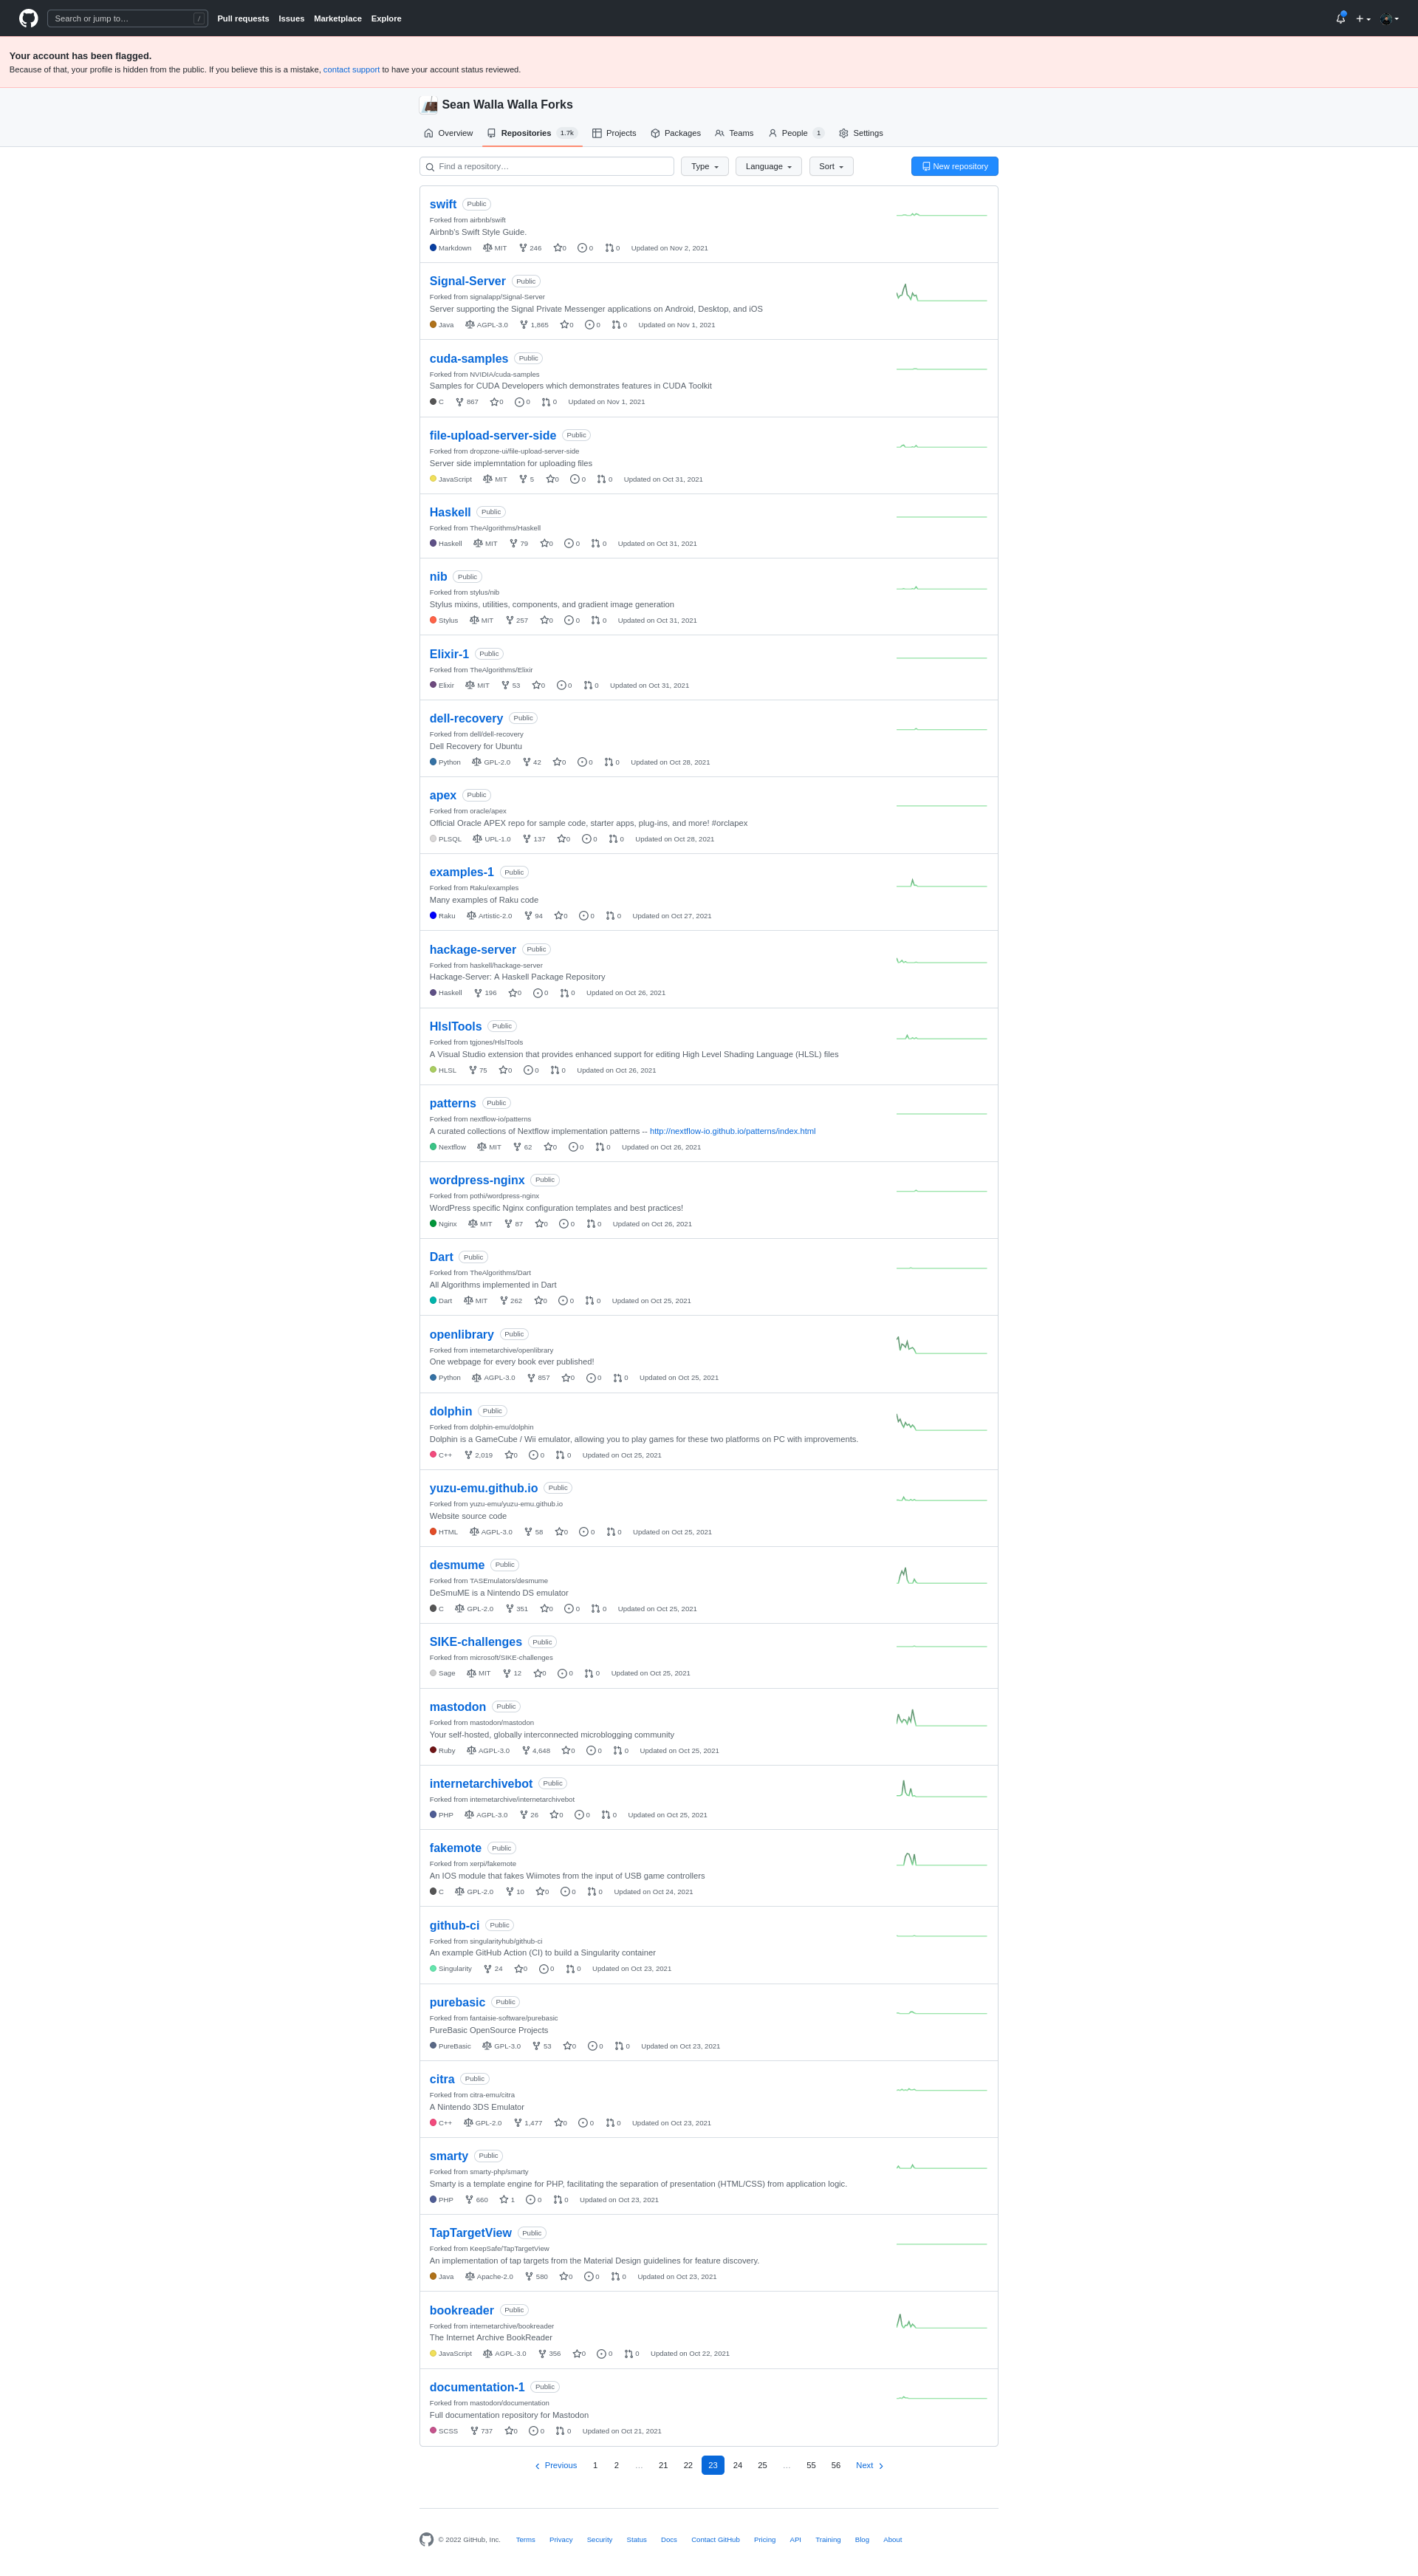 Search or jump to… /
Pull requests Issues Marketplace Explore
Your account has been flagged.
Because of that, your profile is hidden from the public. If you believe this is a mistake, contact support to have your account status reviewed.
Sean Walla Walla Forks
Overview Repositories 1.7k Projects Packages Teams People 1 Settings
Find a repository… Type Language Sort New repository
swift Public
Forked from airbnb/swift
Airbnb's Swift Style Guide.
Markdown MIT 246 0 0 0 Updated on Nov 2, 2021
Signal-Server Public
Forked from signalapp/Signal-Server
Server supporting the Signal Private Messenger applications on Android, Desktop, and iOS
Java AGPL-3.0 1,865 0 0 0 Updated on Nov 1, 2021
cuda-samples Public
Forked from NVIDIA/cuda-samples
Samples for CUDA Developers which demonstrates features in CUDA Toolkit
C 867 0 0 0 Updated on Nov 1, 2021
file-upload-server-side Public
Forked from dropzone-ui/file-upload-server-side
Server side implemntation for uploading files
JavaScript MIT 5 0 0 0 Updated on Oct 31, 2021
Haskell Public
Forked from TheAlgorithms/Haskell
Haskell MIT 79 0 0 0 Updated on Oct 31, 2021
nib Public
Forked from stylus/nib
Stylus mixins, utilities, components, and gradient image generation
Stylus MIT 257 0 0 0 Updated on Oct 31, 2021
Elixir-1 Public
Forked from TheAlgorithms/Elixir
Elixir MIT 53 0 0 0 Updated on Oct 31, 2021
dell-recovery Public
Forked from dell/dell-recovery
Dell Recovery for Ubuntu
Python GPL-2.0 42 0 0 0 Updated on Oct 28, 2021
apex Public
Forked from oracle/apex
Official Oracle APEX repo for sample code, starter apps, plug-ins, and more! #orclapex
PLSQL UPL-1.0 137 0 0 0 Updated on Oct 28, 2021
examples-1 Public
Forked from Raku/examples
Many examples of Raku code
Raku Artistic-2.0 94 0 0 0 Updated on Oct 27, 2021
hackage-server Public
Forked from haskell/hackage-server
Hackage-Server: A Haskell Package Repository
Haskell 196 0 0 0 Updated on Oct 26, 2021
HlslTools Public
Forked from tgjones/HlslTools
A Visual Studio extension that provides enhanced support for editing High Level Shading Language (HLSL) files
HLSL 75 0 0 0 Updated on Oct 26, 2021
patterns Public
Forked from nextflow-io/patterns
A curated collections of Nextflow implementation patterns -- http://nextflow-io.github.io/patterns/index.html
Nextflow MIT 62 0 0 0 Updated on Oct 26, 2021
wordpress-nginx Public
Forked from pothi/wordpress-nginx
WordPress specific Nginx configuration templates and best practices!
Nginx MIT 87 0 0 0 Updated on Oct 26, 2021
Dart Public
Forked from TheAlgorithms/Dart
All Algorithms implemented in Dart
Dart MIT 262 0 0 0 Updated on Oct 25, 2021
openlibrary Public
Forked from internetarchive/openlibrary
One webpage for every book ever published!
Python AGPL-3.0 857 0 0 0 Updated on Oct 25, 2021
dolphin Public
Forked from dolphin-emu/dolphin
Dolphin is a GameCube / Wii emulator, allowing you to play games for these two platforms on PC with improvements.
C++ 2,019 0 0 0 Updated on Oct 25, 2021
yuzu-emu.github.io Public
Forked from yuzu-emu/yuzu-emu.github.io
Website source code
HTML AGPL-3.0 58 0 0 0 Updated on Oct 25, 2021
desmume Public
Forked from TASEmulators/desmume
DeSmuME is a Nintendo DS emulator
C GPL-2.0 351 0 0 0 Updated on Oct 25, 2021
SIKE-challenges Public
Forked from microsoft/SIKE-challenges
Sage MIT 12 0 0 0 Updated on Oct 25, 2021
mastodon Public
Forked from mastodon/mastodon
Your self-hosted, globally interconnected microblogging community
Ruby AGPL-3.0 4,648 0 0 0 Updated on Oct 25, 2021
internetarchivebot Public
Forked from internetarchive/internetarchivebot
PHP AGPL-3.0 26 0 0 0 Updated on Oct 25, 2021
fakemote Public
Forked from xerpi/fakemote
An IOS module that fakes Wiimotes from the input of USB game controllers
C GPL-2.0 10 0 0 0 Updated on Oct 24, 2021
github-ci Public
Forked from singularityhub/github-ci
An example GitHub Action (CI) to build a Singularity container
Singularity 24 0 0 0 Updated on Oct 23, 2021
purebasic Public
Forked from fantaisie-software/purebasic
PureBasic OpenSource Projects
PureBasic GPL-3.0 53 0 0 0 Updated on Oct 23, 2021
citra Public
Forked from citra-emu/citra
A Nintendo 3DS Emulator
C++ GPL-2.0 1,477 0 0 0 Updated on Oct 23, 2021
smarty Public
Forked from smarty-php/smarty
Smarty is a template engine for PHP, facilitating the separation of presentation (HTML/CSS) from application logic.
PHP 660 1 0 0 Updated on Oct 23, 2021
TapTargetView Public
Forked from KeepSafe/TapTargetView
An implementation of tap targets from the Material Design guidelines for feature discovery.
Java Apache-2.0 580 0 0 0 Updated on Oct 23, 2021
bookreader Public
Forked from internetarchive/bookreader
The Internet Archive BookReader
JavaScript AGPL-3.0 356 0 0 0 Updated on Oct 22, 2021
documentation-1 Public
Forked from mastodon/documentation
Full documentation repository for Mastodon
SCSS 737 0 0 0 Updated on Oct 21, 2021
Previous 1 2 … 21 22 23 24 25 … 55 56 Next
© 2022 GitHub, Inc. Terms Privacy Security Status Docs Contact GitHub Pricing API Training Blog About